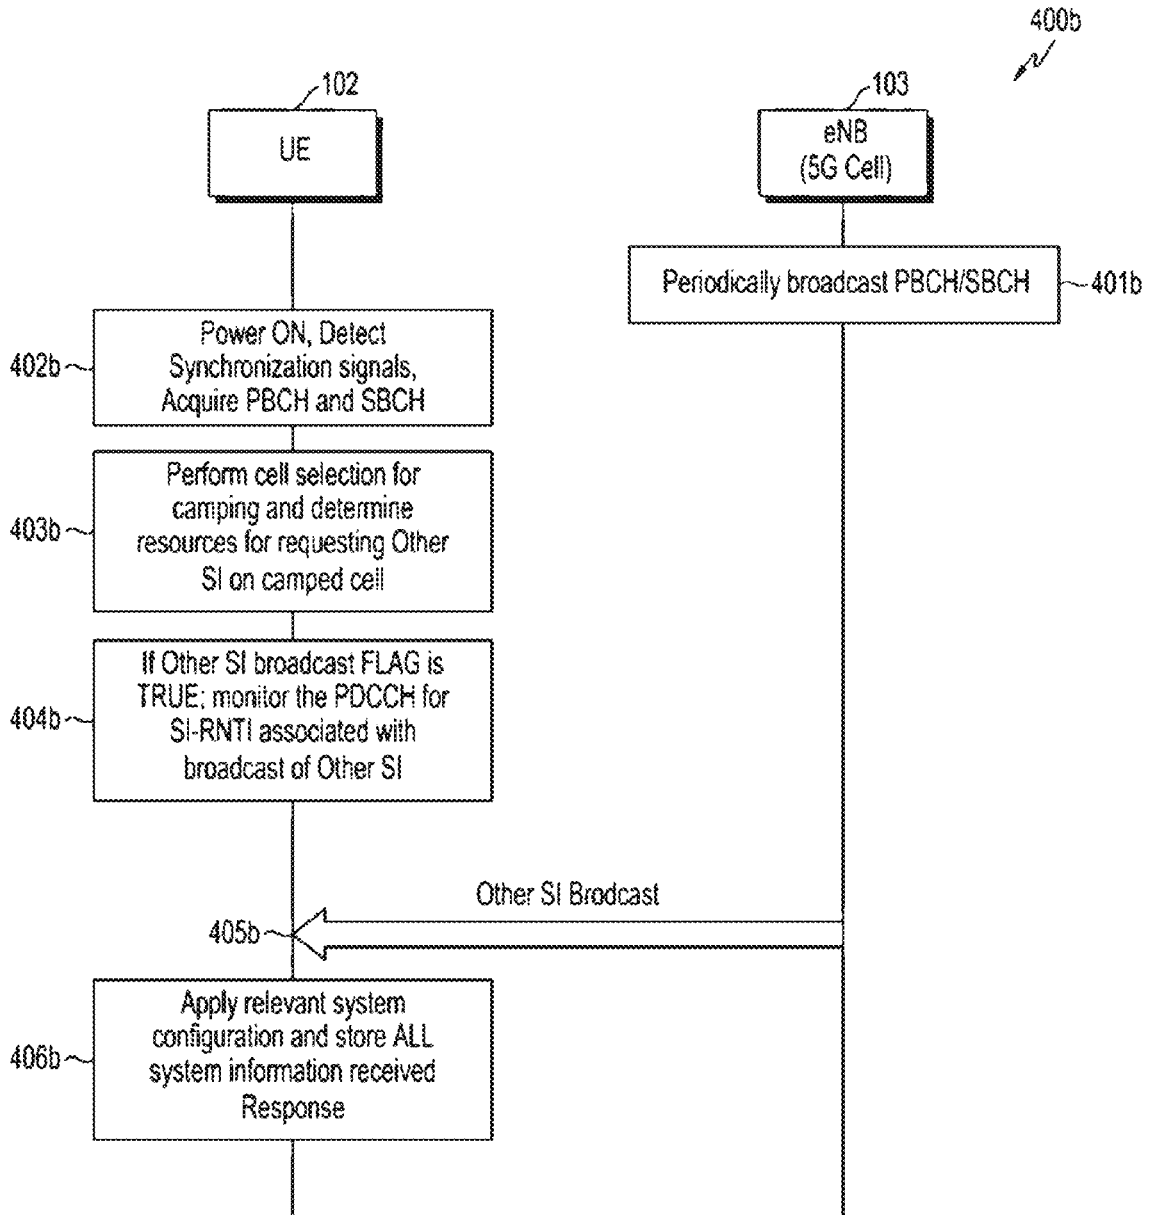 400b
102
103
UE
eNB
(5G Cell)
Periodically broadcast PBCH/SBCH
401b
Power ON, Detect
Synchronization signals,
Acquire PBCH and SBCH
402b
Perform cell selection for
camping and determine
resources for requesting Other
SI on camped cell
403b
If Other SI broadcast FLAG is
TRUE; monitor the PDCCH for
SI-RNTI associated with
broadcast of Other SI
404b
Other SI Brodcast
405b
Apply relevant system
configuration and store ALL
system information received
Response
406b